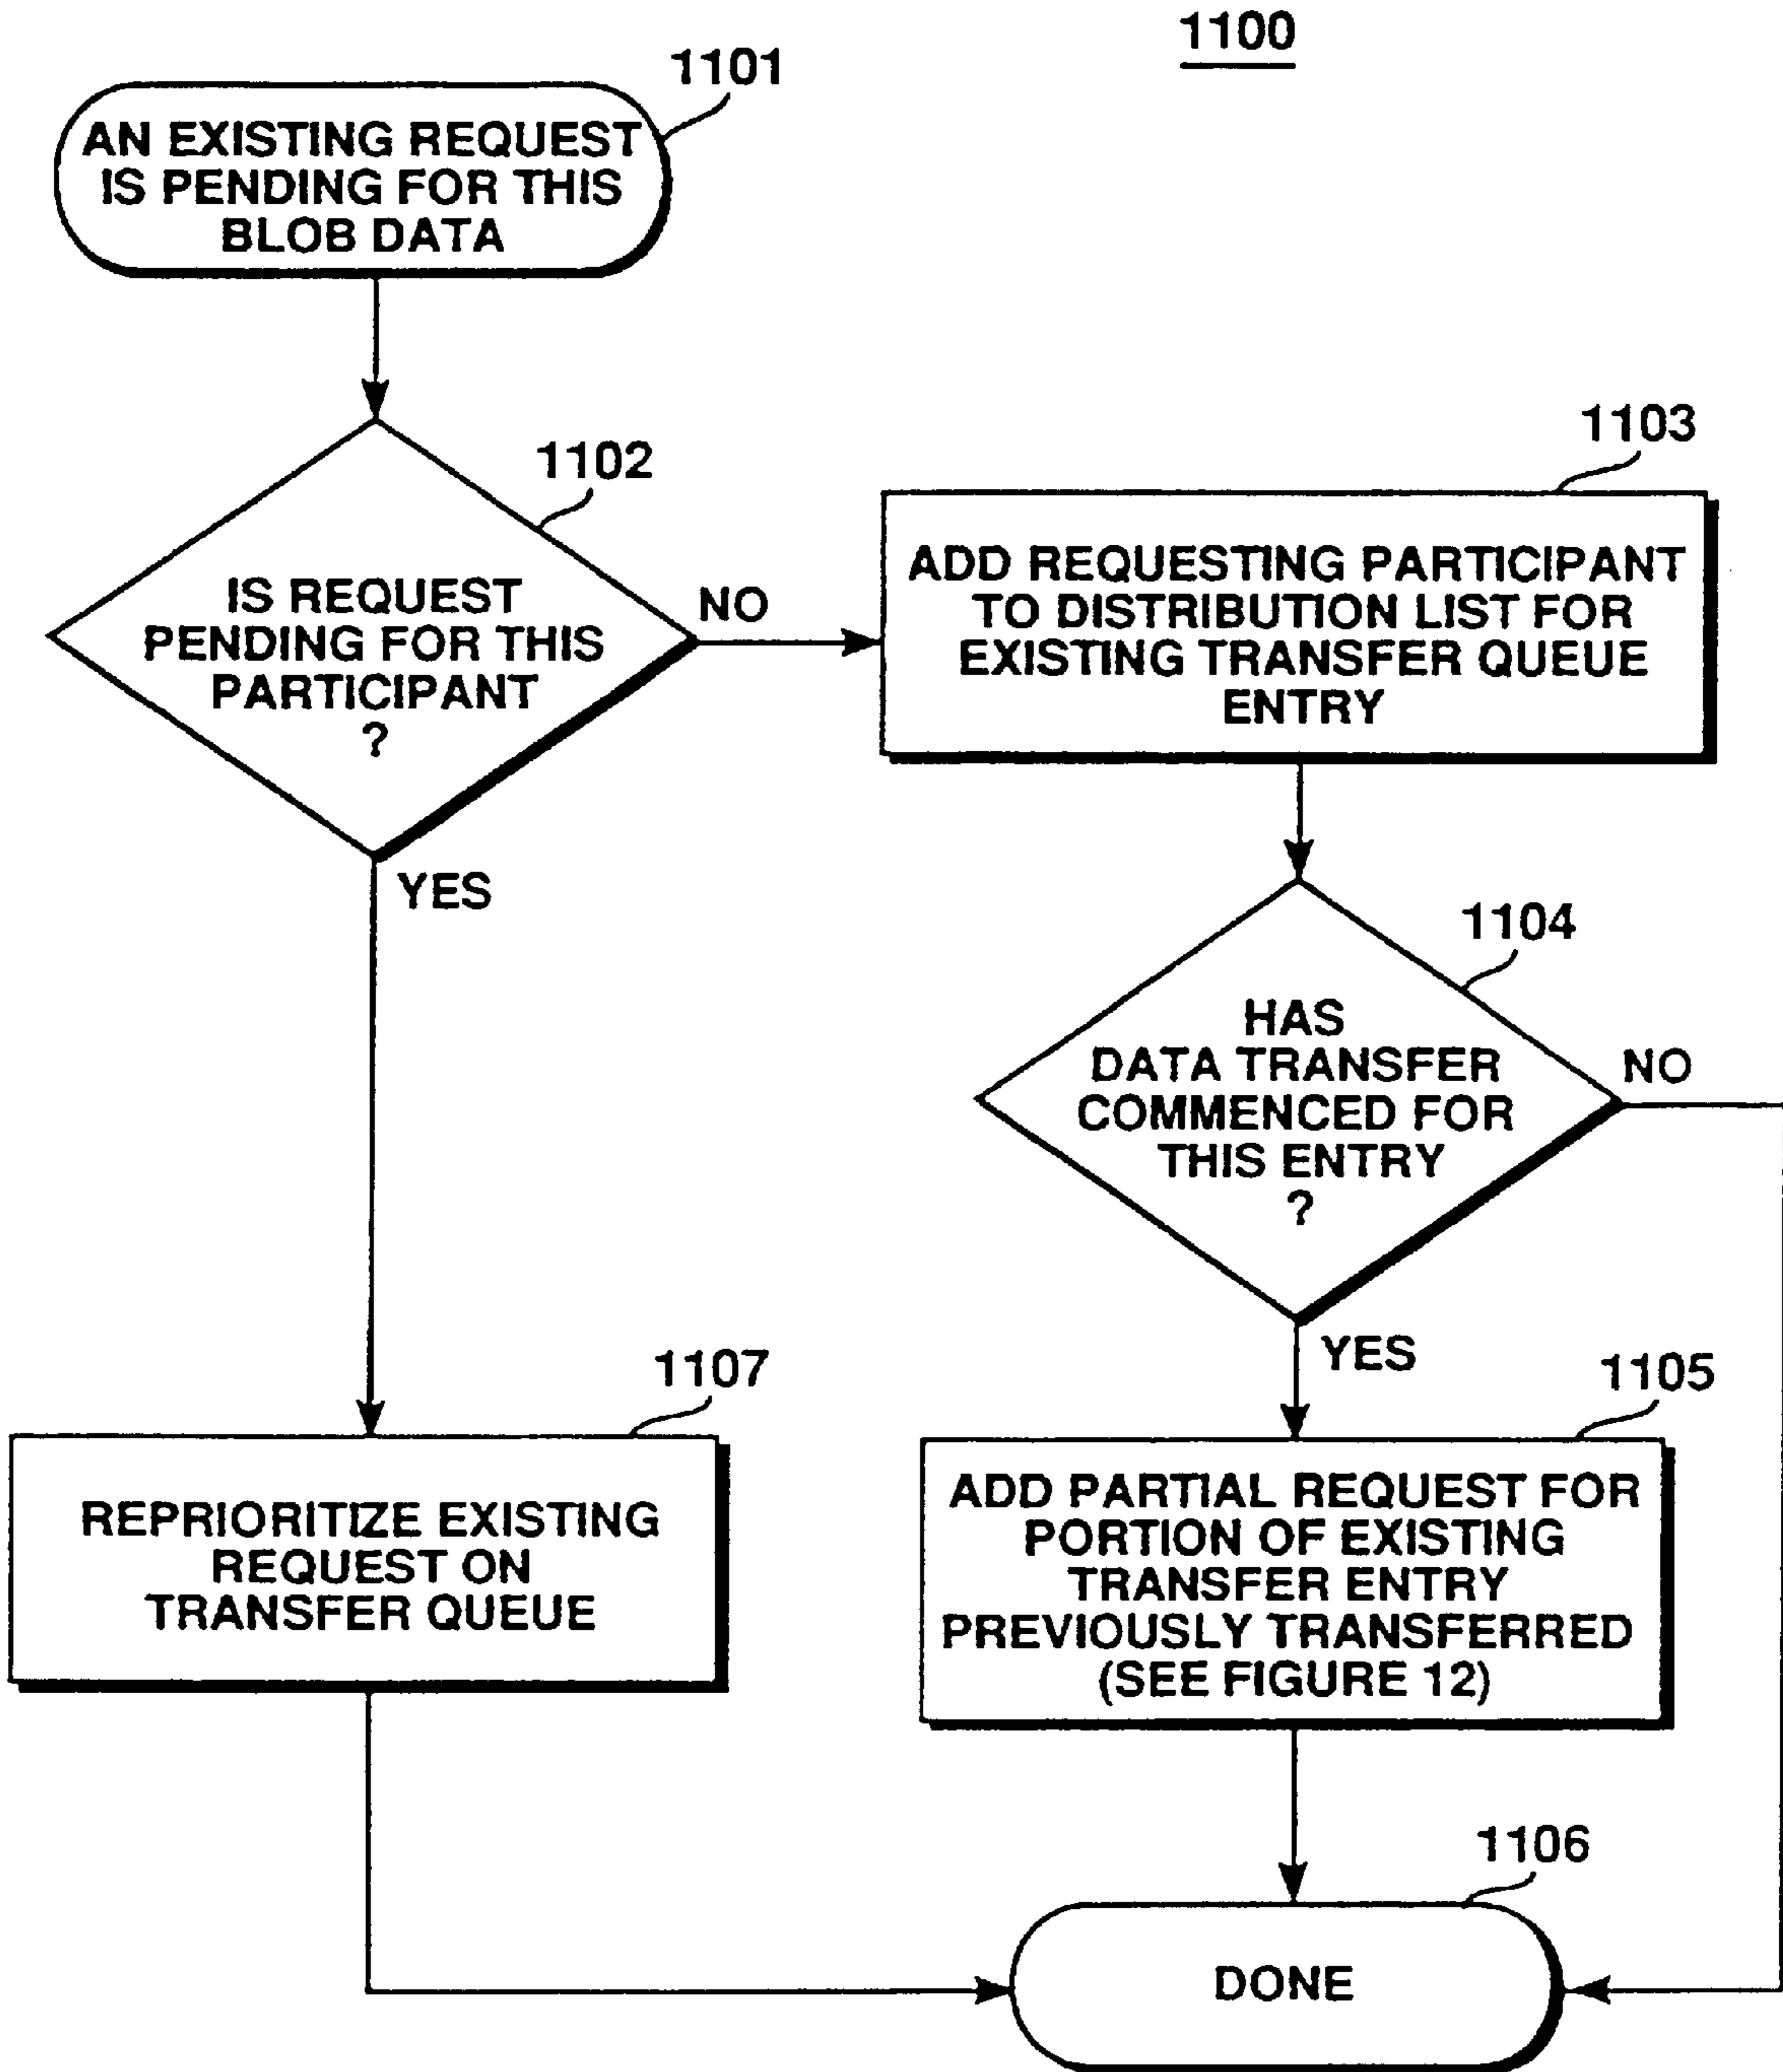 1100
1101
AN EXISTING REQUEST
IS PENDING FOR THIS
BLOB DATA
1102
IS REQUEST
PENDING FOR THIS
PARTICIPANT
?
NO
YES
1103
ADD REQUESTING PARTICIPANT
TO DISTRIBUTION LIST FOR
EXISTING TRANSFER QUEUE
ENTRY
1104
HAS
DATA TRANSFER
COMMENCED FOR
THIS ENTRY
?
NO
YES
1107
REPRIORITIZE EXISTING
REQUEST ON
TRANSFER QUEUE
1105
ADD PARTIAL REQUEST FOR
PORTION OF EXISTING
TRANSFER ENTRY
PREVIOUSLY TRANSFERRED
(SEE FIGURE 12)
1106
DONE